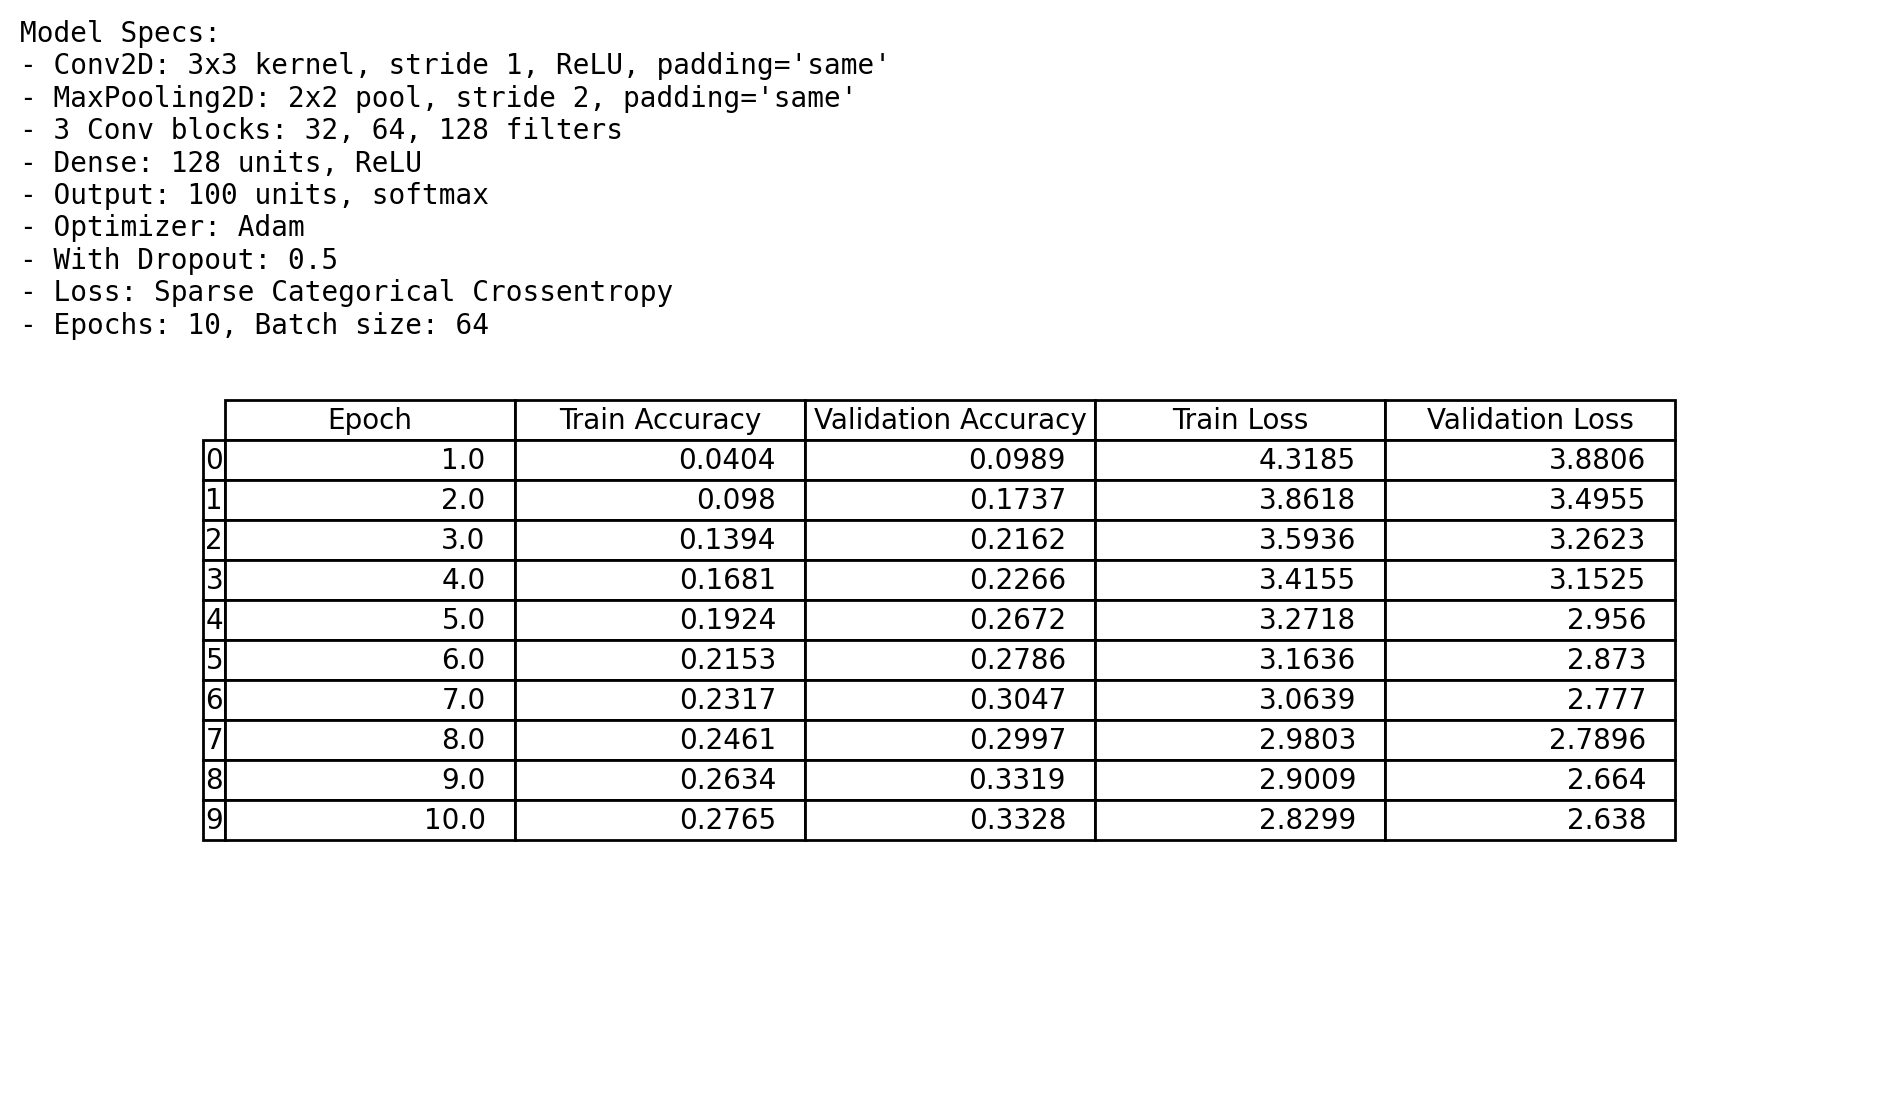 Model Specs:
- Conv2D: 3x3 kernel, stride 1, ReLU, padding='same'
- MaxPooling2D: 2x2 pool, stride 2, padding='same'
- 3 Conv blocks: 32, 64, 128 filters
- Dense: 128 units, ReLU
- Output: 100 units, softmax
- Optimizer: Adam
- With Dropout: 0.5
- Loss: Sparse Categorical Crossentropy
- Epochs: 10, Batch size: 64
Epoch Train Accuracy Validation Accuracy Train Loss Validation Loss
0 1.0 0.0404 0.0989 4.3185 3.8806
1 2.0 0.098 0.1737 3.8618 3.4955
2 3.0 0.1394 0.2162 3.5936 3.2623
3 4.0 0.1681 0.2266 3.4155 3.1525
4 5.0 0.1924 0.2672 3.2718 2.956
5 6.0 0.2153 0.2786 3.1636 2.873
6 7.0 0.2317 0.3047 3.0639 2.777
7 8.0 0.2461 0.2997 2.9803 2.7896
8 9.0 0.2634 0.3319 2.9009 2.664
9 10.0 0.2765 0.3328 2.8299 2.638